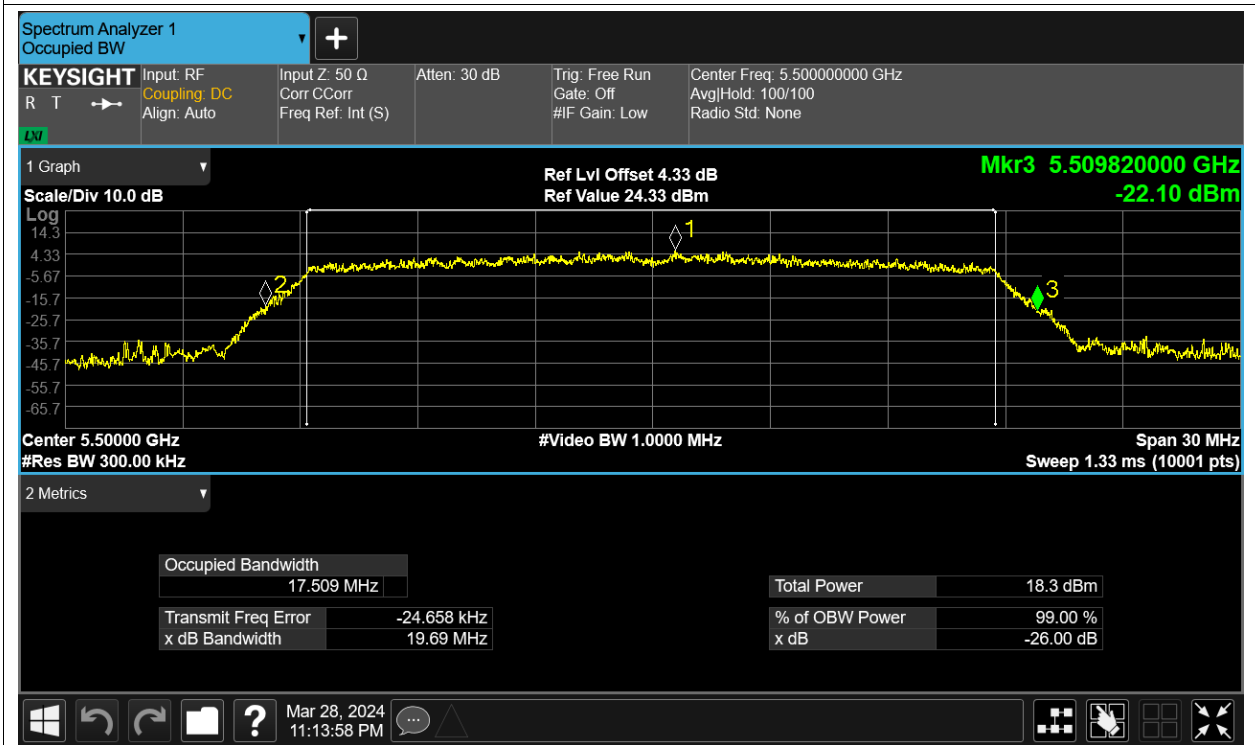 Spectrum Analyzer 1
Occupied BW
KEYSIGHT
R T
LXI
Input: RF
Coupling: DC
Align: Auto
Input Z: 50 Ω
Corr CCorr
Freq Ref: Int (S)
Atten: 30 dB
Trig: Free Run
Gate: Off
#IF Gain: Low
Center Freq: 5.500000000 GHz
Avg|Hold: 100/100
Radio Std: None
1 Graph
Scale/Div 10.0 dB
Ref Lvl Offset 4.33 dB
Ref Value 24.33 dBm
Mkr3 5.509820000 GHz
-22.10 dBm
Log
14.3
4.33
-5.67
-15.7
-25.7
-35.7
-45.7
-55.7
-65.7
1
2
3
Center 5.50000 GHz
#Res BW 300.00 kHz
#Video BW 1.0000 MHz
Span 30 MHz
Sweep 1.33 ms (10001 pts)
2 Metrics
Occupied Bandwidth
17.509 MHz
Total Power 18.3 dBm
Transmit Freq Error -24.658 kHz
% of OBW Power 99.00 %
x dB Bandwidth 19.69 MHz
x dB -26.00 dB
?
Mar 28, 2024
11:13:58 PM